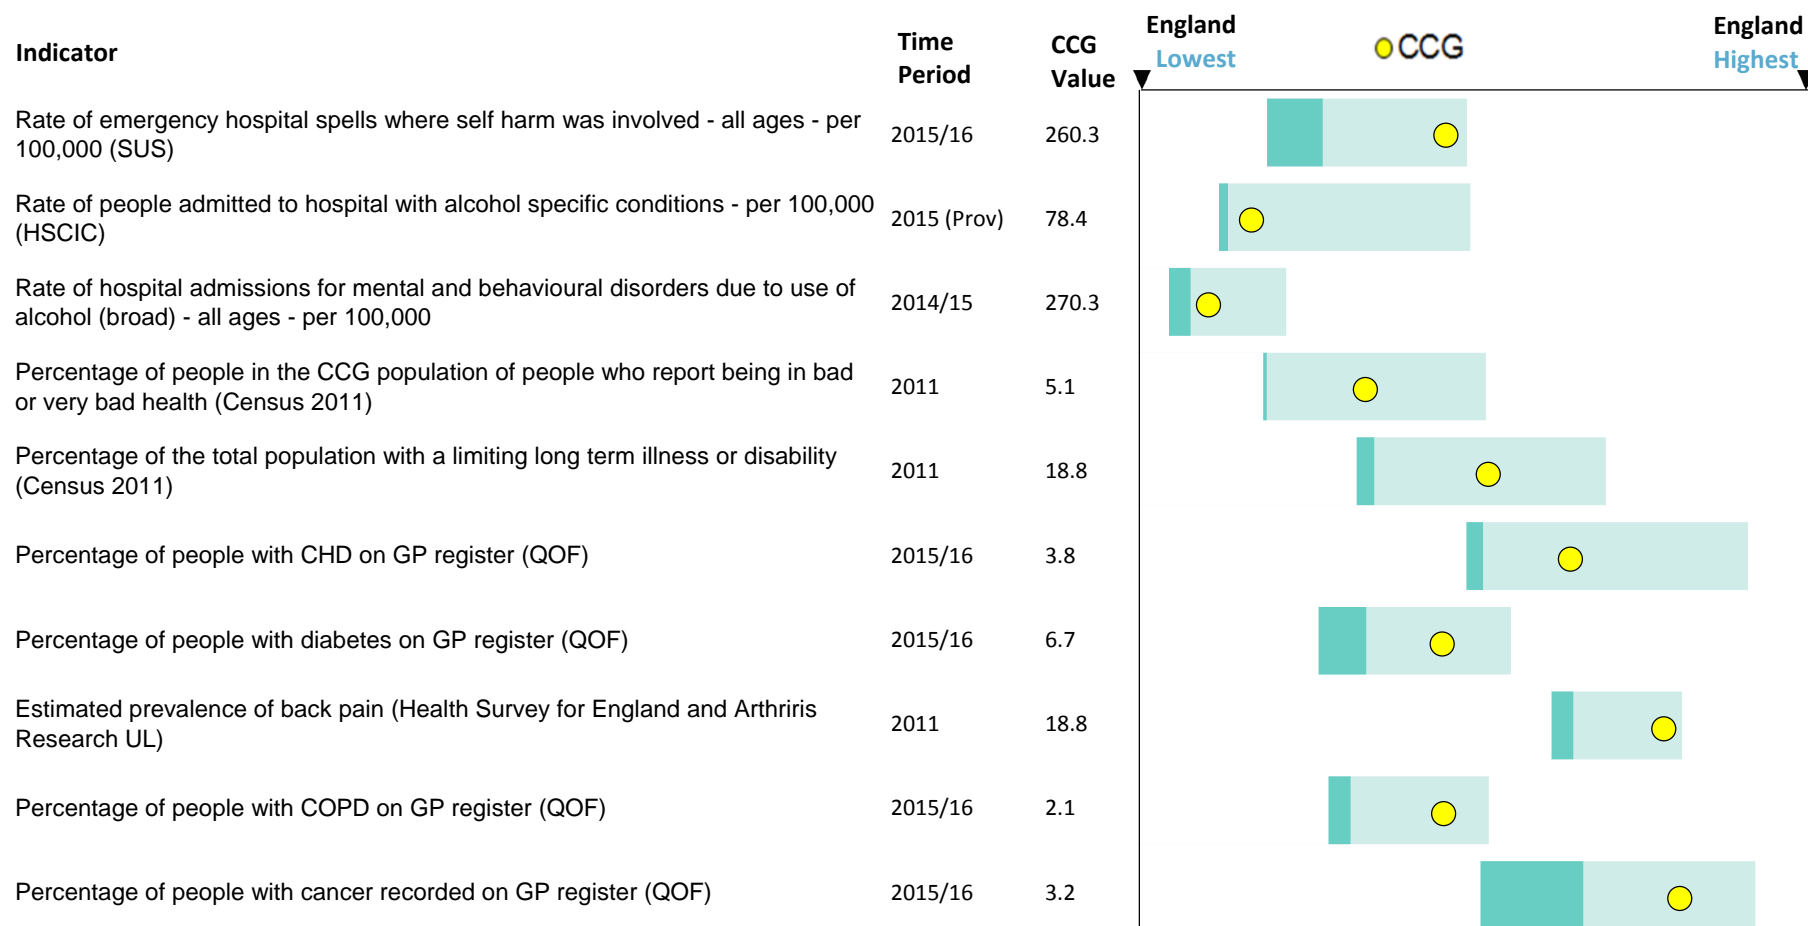 Indicator
Time
Period
CCG
Value
England
Lowest
CCG
England
Highest
Rate of emergency hospital spells where self harm was involved - all ages - per
100,000 (SUS)
2015/16
260.3
Rate of people admitted to hospital with alcohol specific conditions - per 100,000
(HSCIC)
2015 (Prov)
78.4
Rate of hospital admissions for mental and behavioural disorders due to use of
alcohol (broad) - all ages - per 100,000
2014/15
270.3
Percentage of people in the CCG population of people who report being in bad
or very bad health (Census 2011)
2011
5.1
Percentage of the total population with a limiting long term illness or disability
(Census 2011)
2011
18.8
Percentage of people with CHD on GP register (QOF)
2015/16
3.8
Percentage of people with diabetes on GP register (QOF)
2015/16
6.7
Estimated prevalence of back pain (Health Survey for England and Arthriris
Research UL)
2011
18.8
Percentage of people with COPD on GP register (QOF)
2015/16
2.1
Percentage of people with cancer recorded on GP register (QOF)
2015/16
3.2